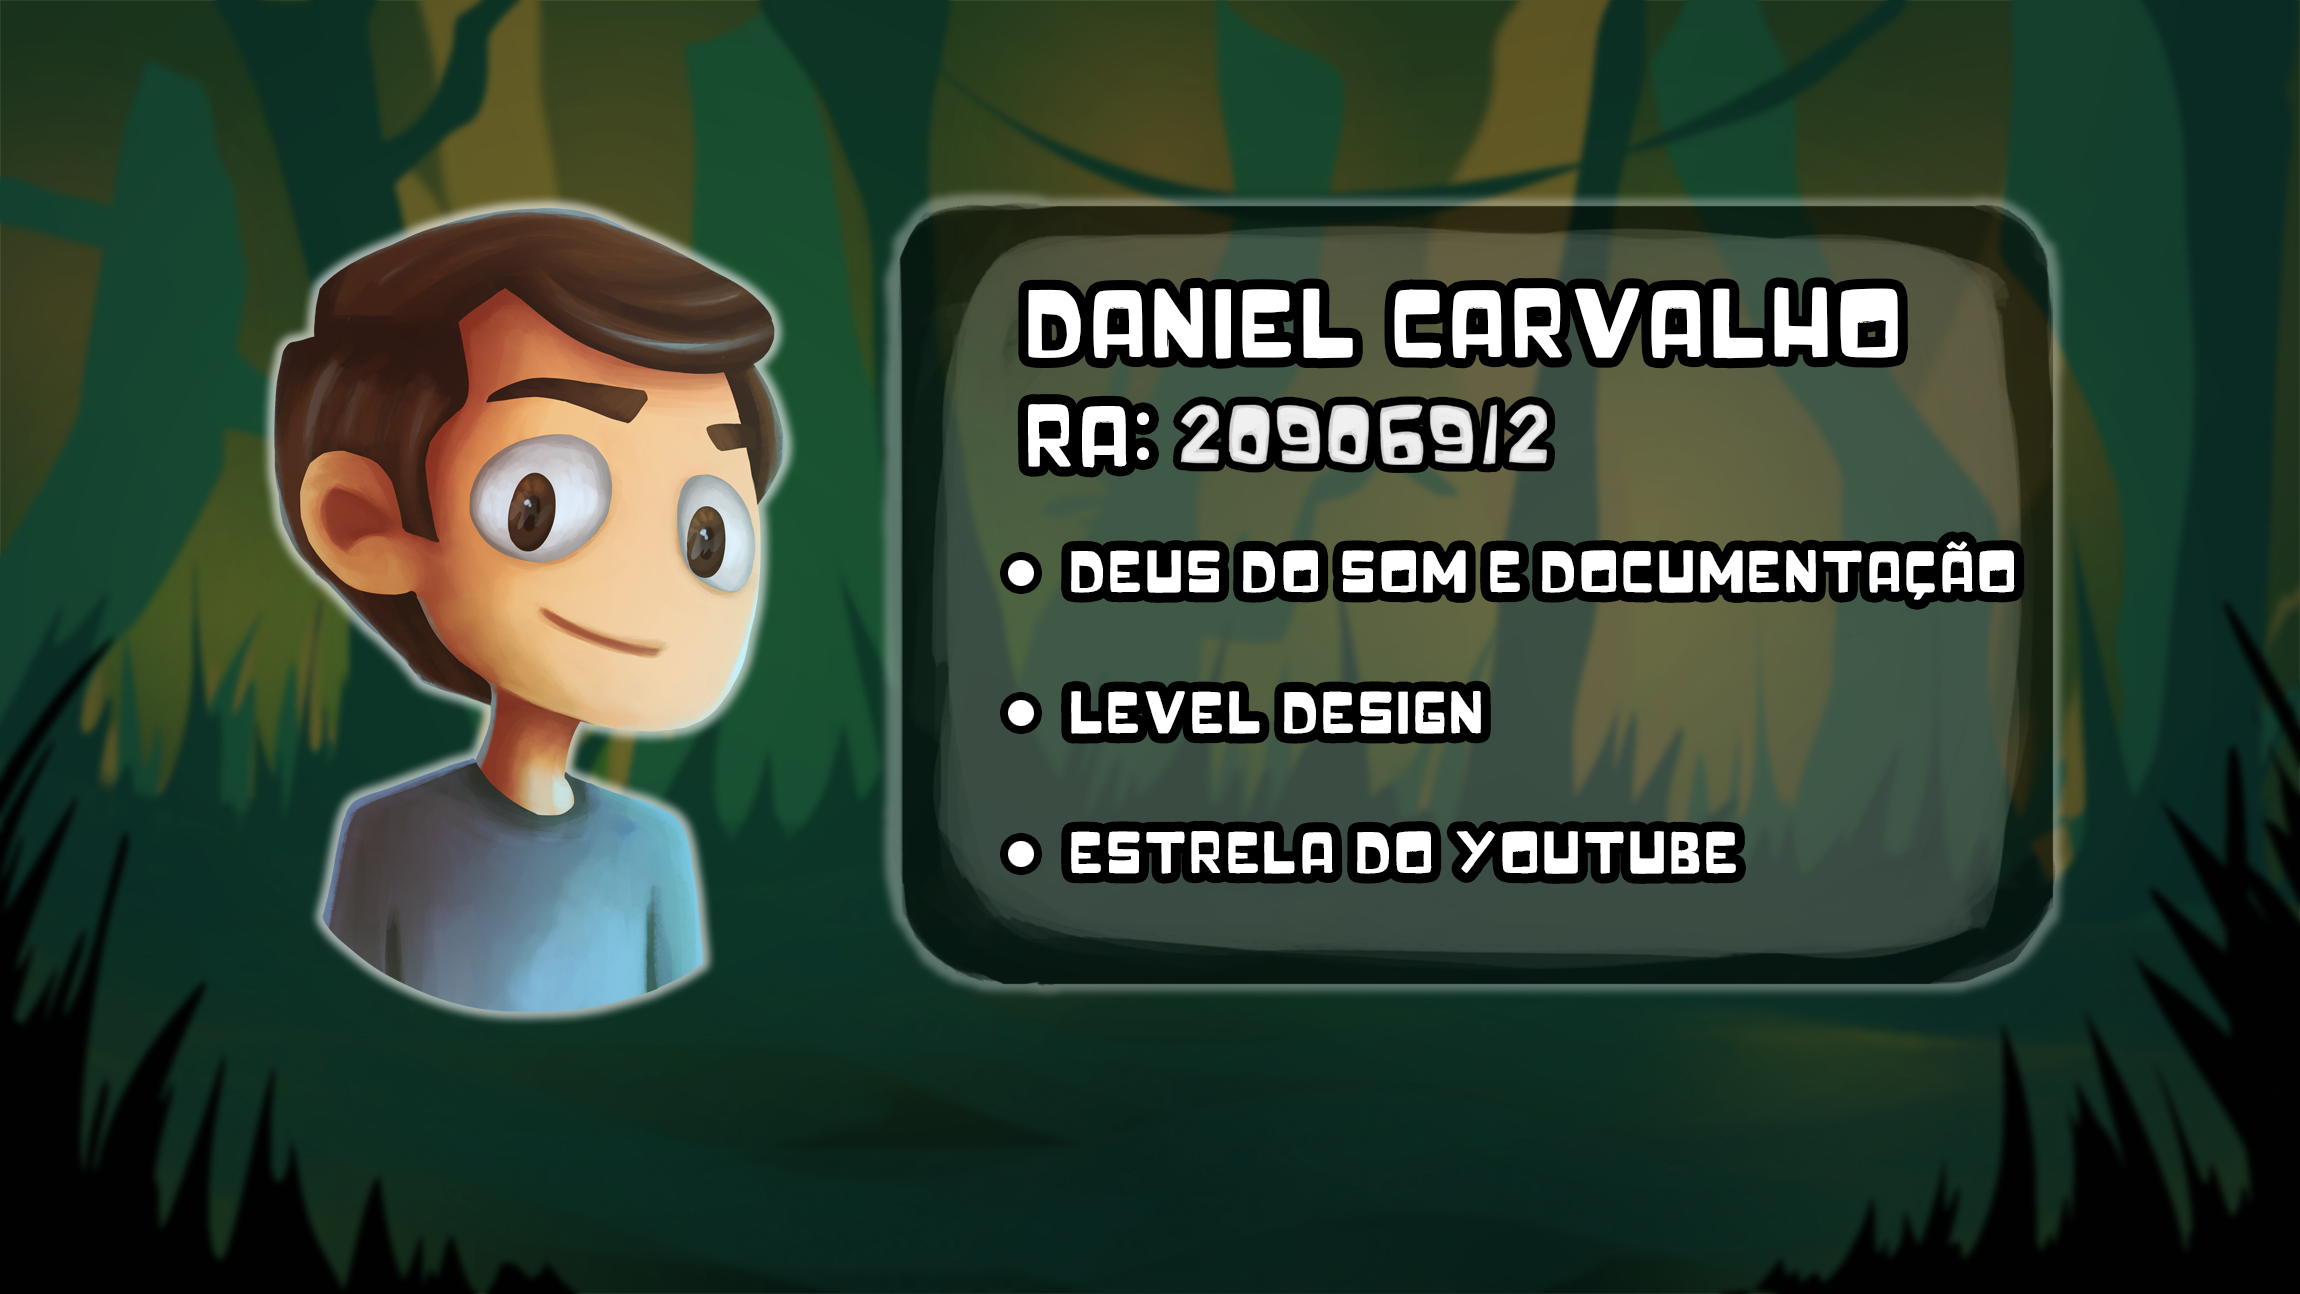 DANIEL CARVALHO
RA: 209069/2
• DEUS DO SOM E DOCUMENTAÇÃO
• LEVEL DESIGN
• ESTRELA DO YOUTUBE